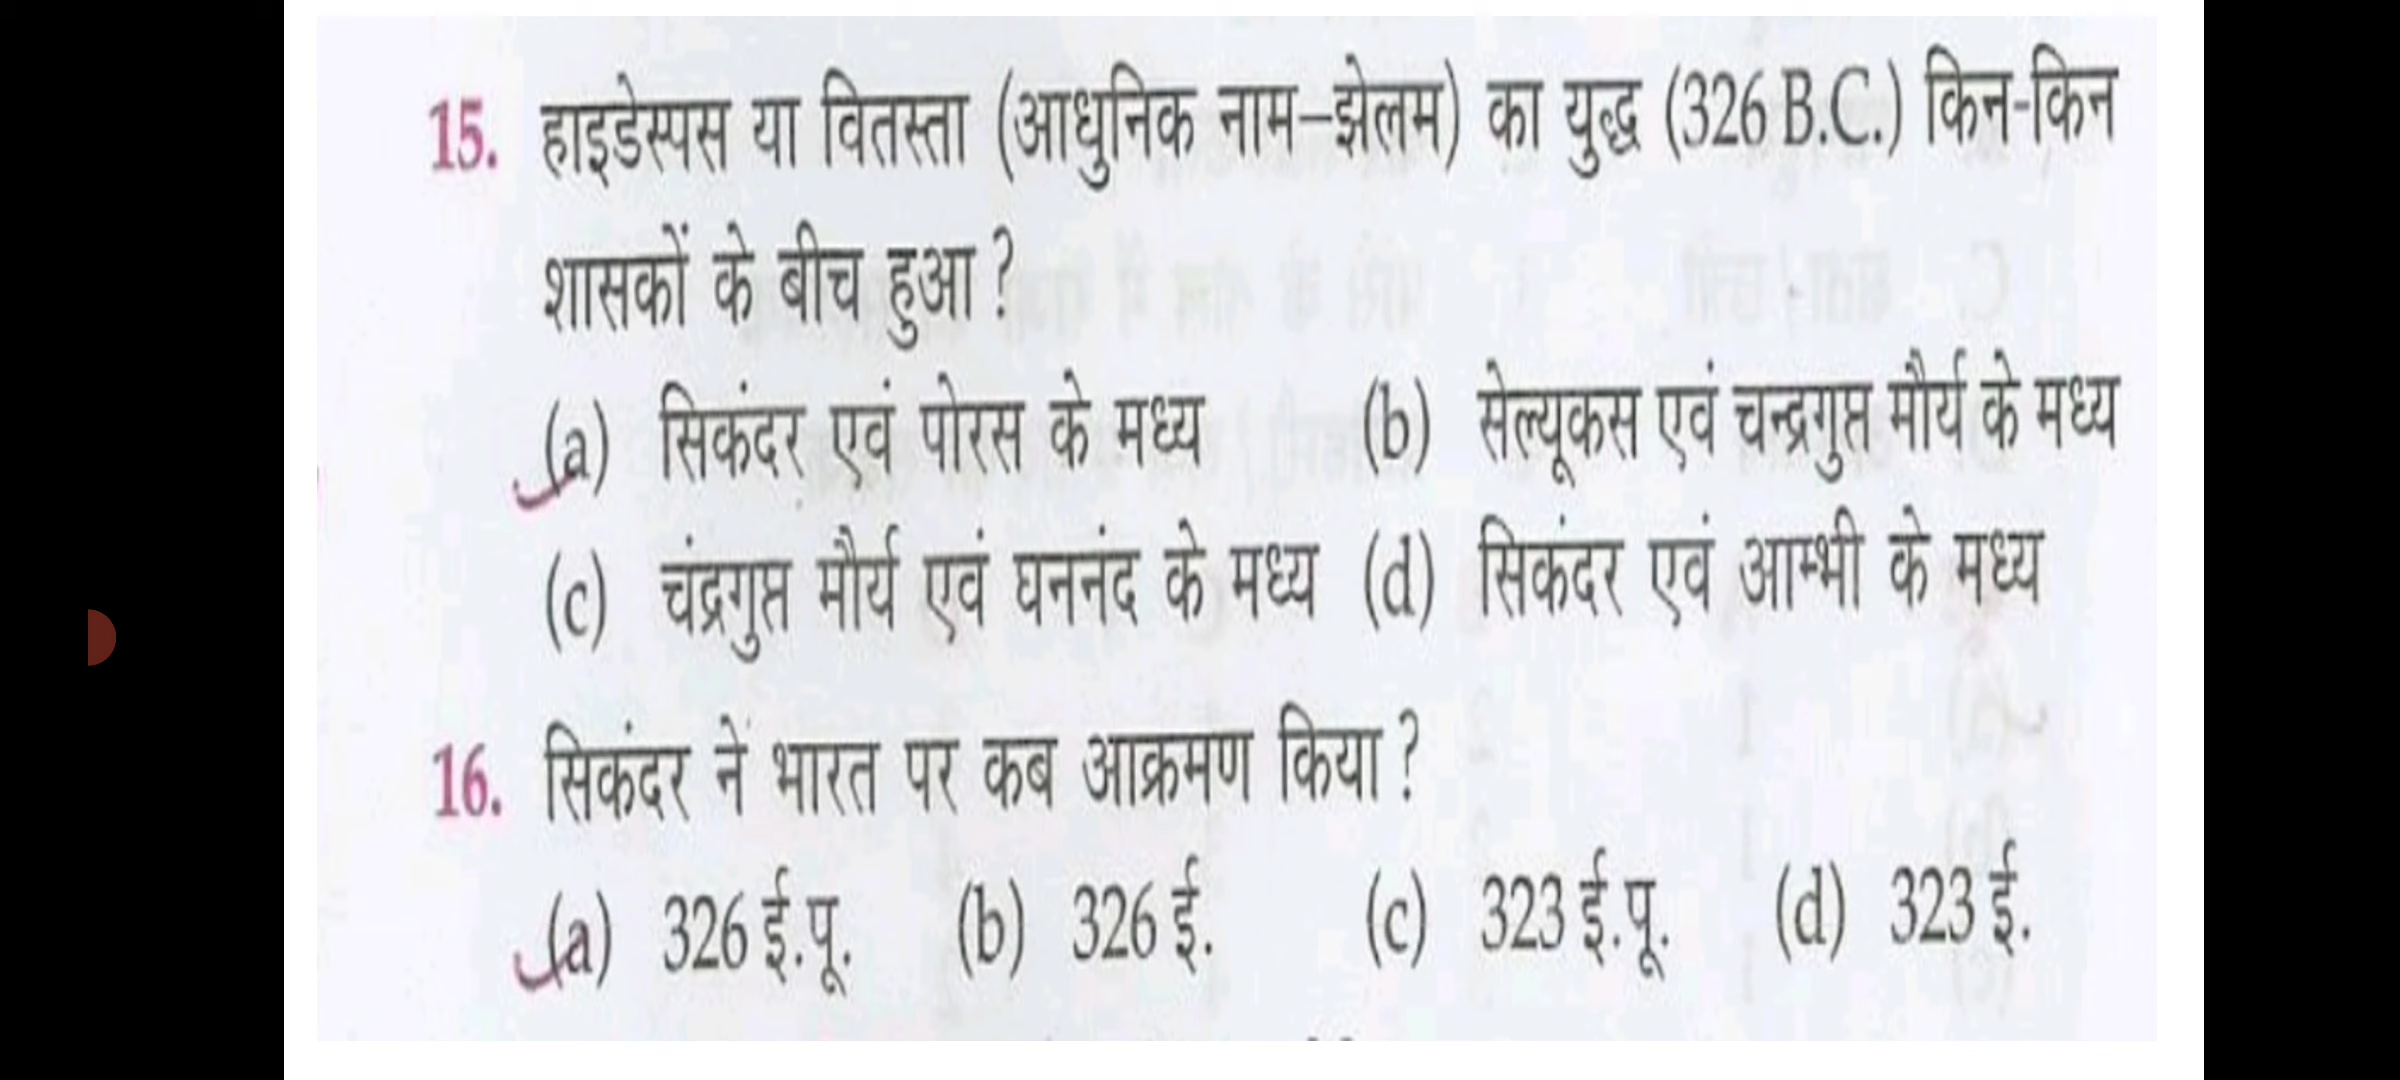 15. हाइडेस्पस या वितस्ता (आधुनिक नाम–झेलम) का युद्ध (326 B.C.) किन-किन
शासकों के बीच हुआ ?
(a) सिकंदर एवं पोरस के मध्य (b) सेल्यूकस एवं चन्द्रगुप्त मौर्य के मध्य
(c) चंद्रगुप्त मौर्य एवं घननंद के मध्य (d) सिकंदर एवं आम्भी के मध्य
16. सिकंदर ने भारत पर कब आक्रमण किया ?
(a) 326 ई.पू. (b) 326 ई. (c) 323 ई.पू. (d) 323 ई.